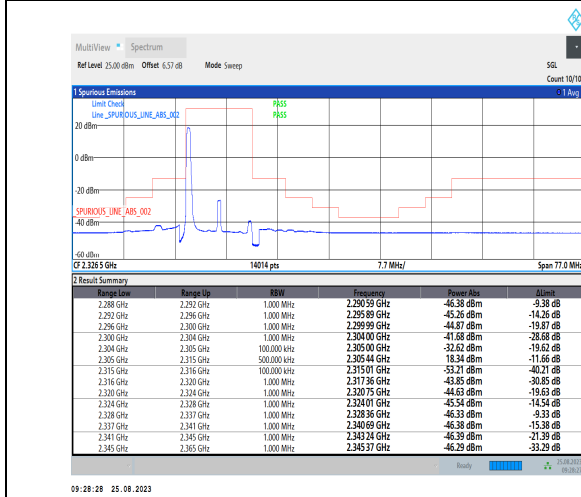 MultiView Spectrum
Ref Level 25.00 dBm Offset 6.57 dB Mode Sweep SGL
Count 10/10
1 Spurious Emissions 1 Avg
Limit Check PASS
Line _SPURIOUS_LINE_ABS_002 PASS
20 dBm
0 dBm
-20 dBm
SPURIOUS_LINE_ABS_002
-40 dBm
-60 dBm
CF 2.326 5 GHz 14014 pts 7.7 MHz/ Span 77.0 MHz
2 Result Summary
Range Low Range Up RBW Frequency Power Abs ΔLimit
2.288 GHz 2.292 GHz 1.000 MHz 2.290 59 GHz -46.38 dBm -9.38 dB
2.292 GHz 2.296 GHz 1.000 MHz 2.295 89 GHz -45.26 dBm -14.26 dB
2.296 GHz 2.300 GHz 1.000 MHz 2.299 99 GHz -44.87 dBm -19.87 dB
2.300 GHz 2.304 GHz 1.000 MHz 2.304 00 GHz -41.68 dBm -28.68 dB
2.304 GHz 2.305 GHz 100.000 kHz 2.305 00 GHz -32.62 dBm -19.62 dB
2.305 GHz 2.315 GHz 500.000 kHz 2.305 44 GHz 18.34 dBm -11.66 dB
2.315 GHz 2.316 GHz 100.000 kHz 2.315 01 GHz -53.21 dBm -40.21 dB
2.316 GHz 2.320 GHz 1.000 MHz 2.317 36 GHz -43.85 dBm -30.85 dB
2.320 GHz 2.324 GHz 1.000 MHz 2.320 75 GHz -44.63 dBm -19.63 dB
2.324 GHz 2.328 GHz 1.000 MHz 2.324 01 GHz -45.54 dBm -14.54 dB
2.328 GHz 2.337 GHz 1.000 MHz 2.328 36 GHz -46.33 dBm -9.33 dB
2.337 GHz 2.341 GHz 1.000 MHz 2.340 69 GHz -46.38 dBm -15.38 dB
2.341 GHz 2.345 GHz 1.000 MHz 2.343 24 GHz -46.39 dBm -21.39 dB
2.345 GHz 2.365 GHz 1.000 MHz 2.345 37 GHz -46.29 dBm -33.29 dB
Ready 25.08.2023
09:28:27
09:28:28 25.08.2023